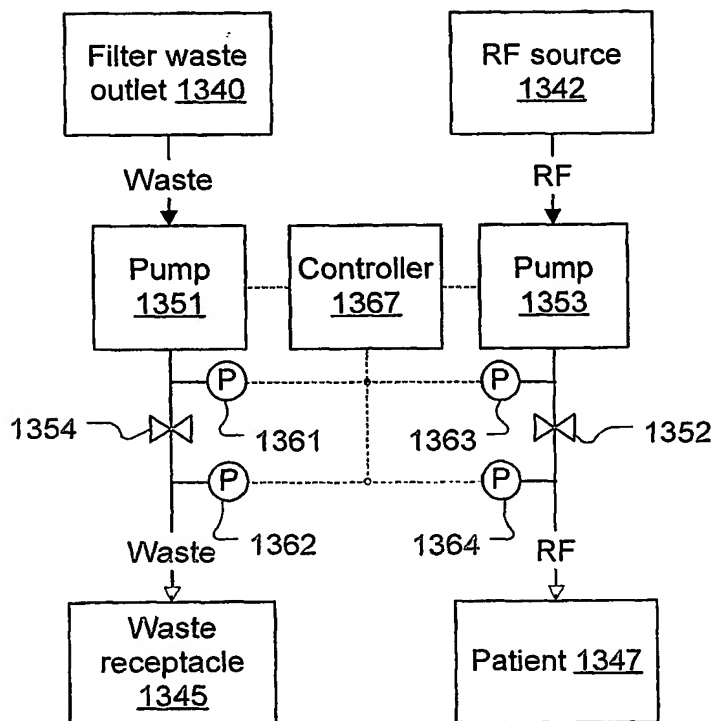 Filter waste
outlet 1340
RF source
1342
Waste
RF
Pump
1351
Controller
1367
Pump
1353
P
P
1354
1361
1363
1352
P
P
1362
1364
Waste
RF
Waste
receptacle
1345
Patient 1347